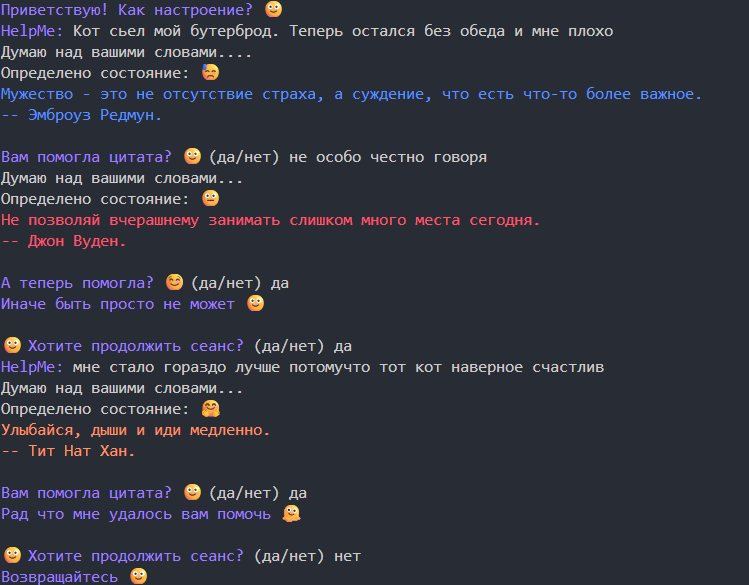 Приветствую! Как настроение? 🙂
HelpMe: Кот сьел мой бутерброд. Теперь остался без обеда и мне плохо
Думаю над вашими словами....
Определено состояние: 😓
Мужество - это не отсутствие страха, а суждение, что есть что-то более важное.
-- Эмброуз Редмун.
Вам помогла цитата? 🙂 (да/нет) не особо честно говоря
Думаю над вашими словами...
Определено состояние: 😐
Не позволяй вчерашнему занимать слишком много места сегодня.
-- Джон Вуден.
А теперь помогла? 😊 (да/нет) да
Иначе быть просто не может 🙂
🙂 Хотите продолжить сеанс? (да/нет) да
HelpMe: мне стало гораздо лучше потомучто тот кот наверное счастлив
Думаю над вашими словами...
Определено состояние: 🤗
Улыбайся, дыши и иди медленно.
-- Тит Нат Хан.
Вам помогла цитата? 🙂 (да/нет) да
Рад что мне удалось вам помочь 🤗
🙂 Хотите продолжить сеанс? (да/нет) нет
Возвращайтесь 🙂